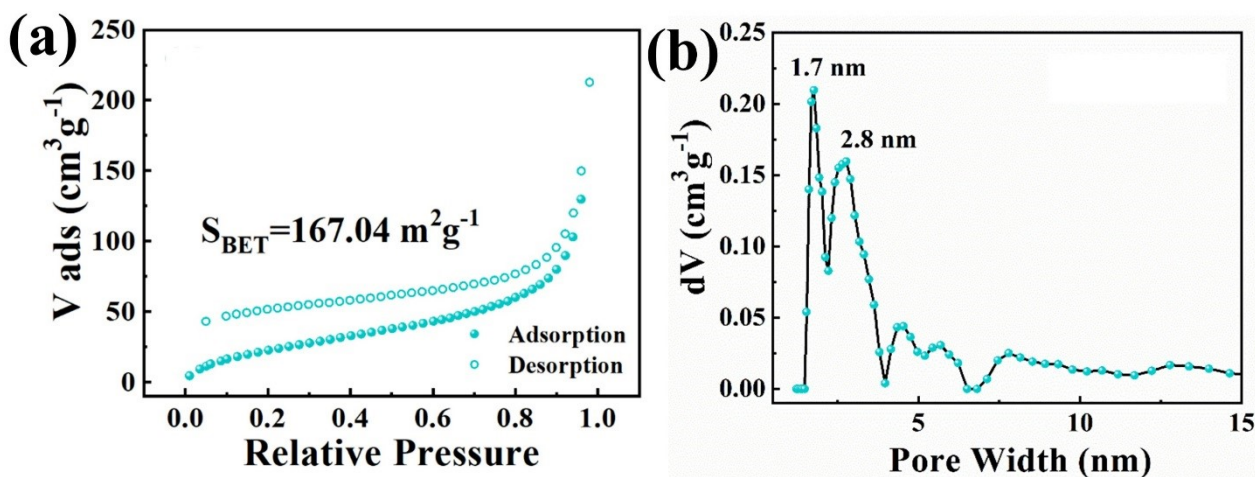 (a)
250
200
150
100
50
0
V ads (cm³g⁻¹)
S_BET=167.04 m²g⁻¹
Adsorption
Desorption
0.0 0.2 0.4 0.6 0.8 1.0
Relative Pressure
(b)
0.25
0.20
0.15
0.10
0.05
0.00
dV (cm³g⁻¹)
1.7 nm
2.8 nm
5 10 15
Pore Width (nm)